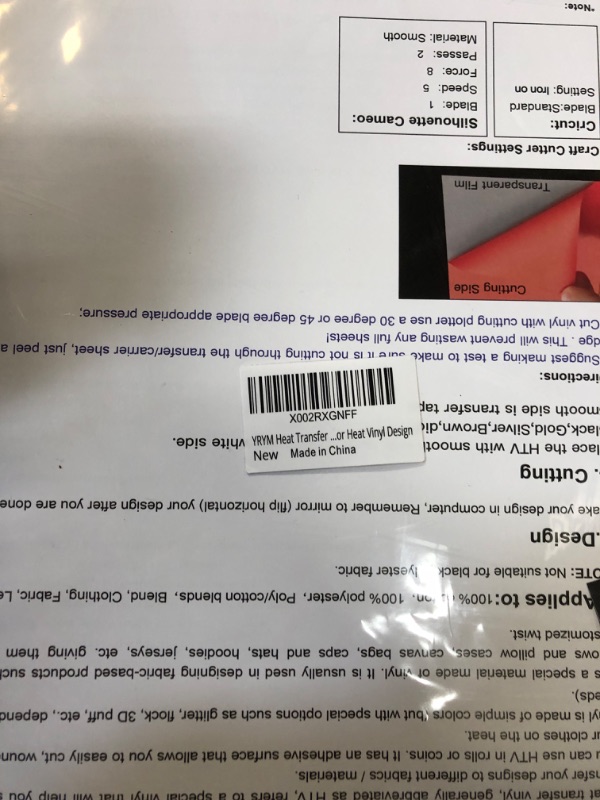 at transfer vinyl, generally abbreviated as HTV, refers to a special vinyl that will help you
nsfer your designs to different fabrics / materials.
u can use HTV in rolls or coins. It has an adhesive surface that allows you to easily cut, wound
ur clothes on the heat.
yl is made of simple colors, but with special options such as glitter, flock, 3D puff, etc., depend
eds).
s a special material made of vinyl. It is usually used in designing fabric-based products such
ows and pillow cases, canvas bags, caps and hats, hoodies, jerseys, etc. giving them
stomized twist.
Applies to: 100% 100% polyester, Poly/cotton blends, Blend, Clothing, Fabric, Le
OTE: Not suitable for black lyester fabric.
.Design
ake your design in computer, Remember to mirror (flip horizontal) your design after you are done
. Cutting
lace the HTV with smooth white side.
lack,Gold,Silver,Brown,di
mooth side is transfer tap
irections:
Suggest making a test to make sure it is not cutting through the transfer/carrier sheet, just peel a
dge . This will prevent wasting any full sheets!
Cut vinyl with cutting plotter use a 30 degree or 45 degree blade appropriate pressure;
Cutting Side
Transparent Film
Craft Cutter Settings:
Cricut:
Blade:Standard
Setting: Iron on
Silhouette Cameo:
Blade: 1
Speed: 5
Force: 8
Passes: 2
Material: Smooth
*Note:
X002RXGNFF
YRYM Heat Transfer ...or Heat Vinyl Design
New Made in China